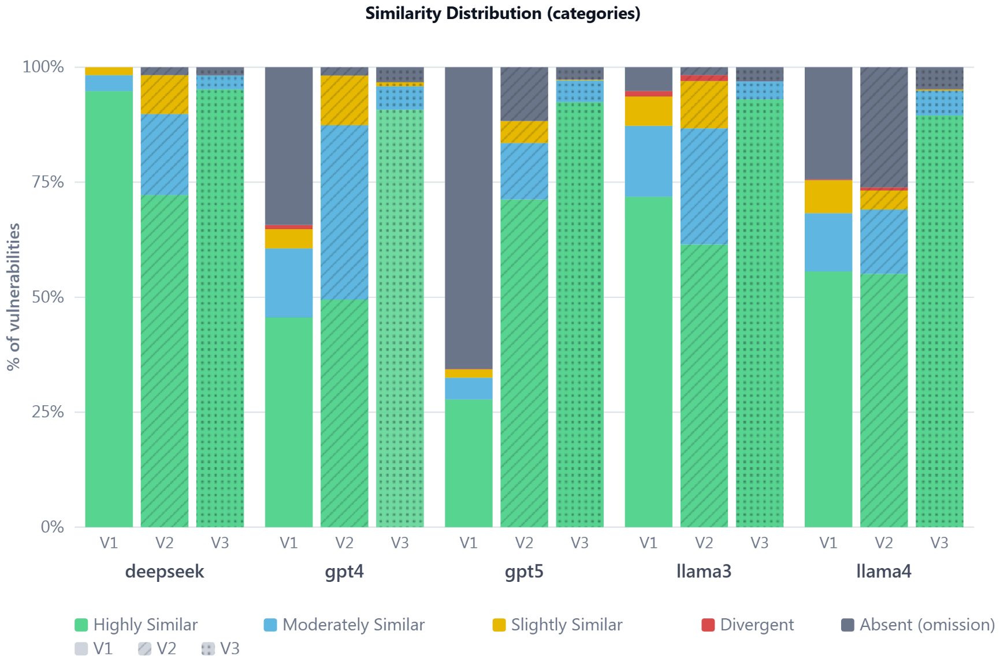 Similarity Distribution (categories)
100%
75%
50%
25%
0%
% of vulnerabilities
V1 V2 V3 V1 V2 V3 V1 V2 V3 V1 V2 V3 V1 V2 V3
deepseek gpt4 gpt5 llama3 llama4
Highly Similar Moderately Similar Slightly Similar Divergent Absent (omission)
V1 V2 V3